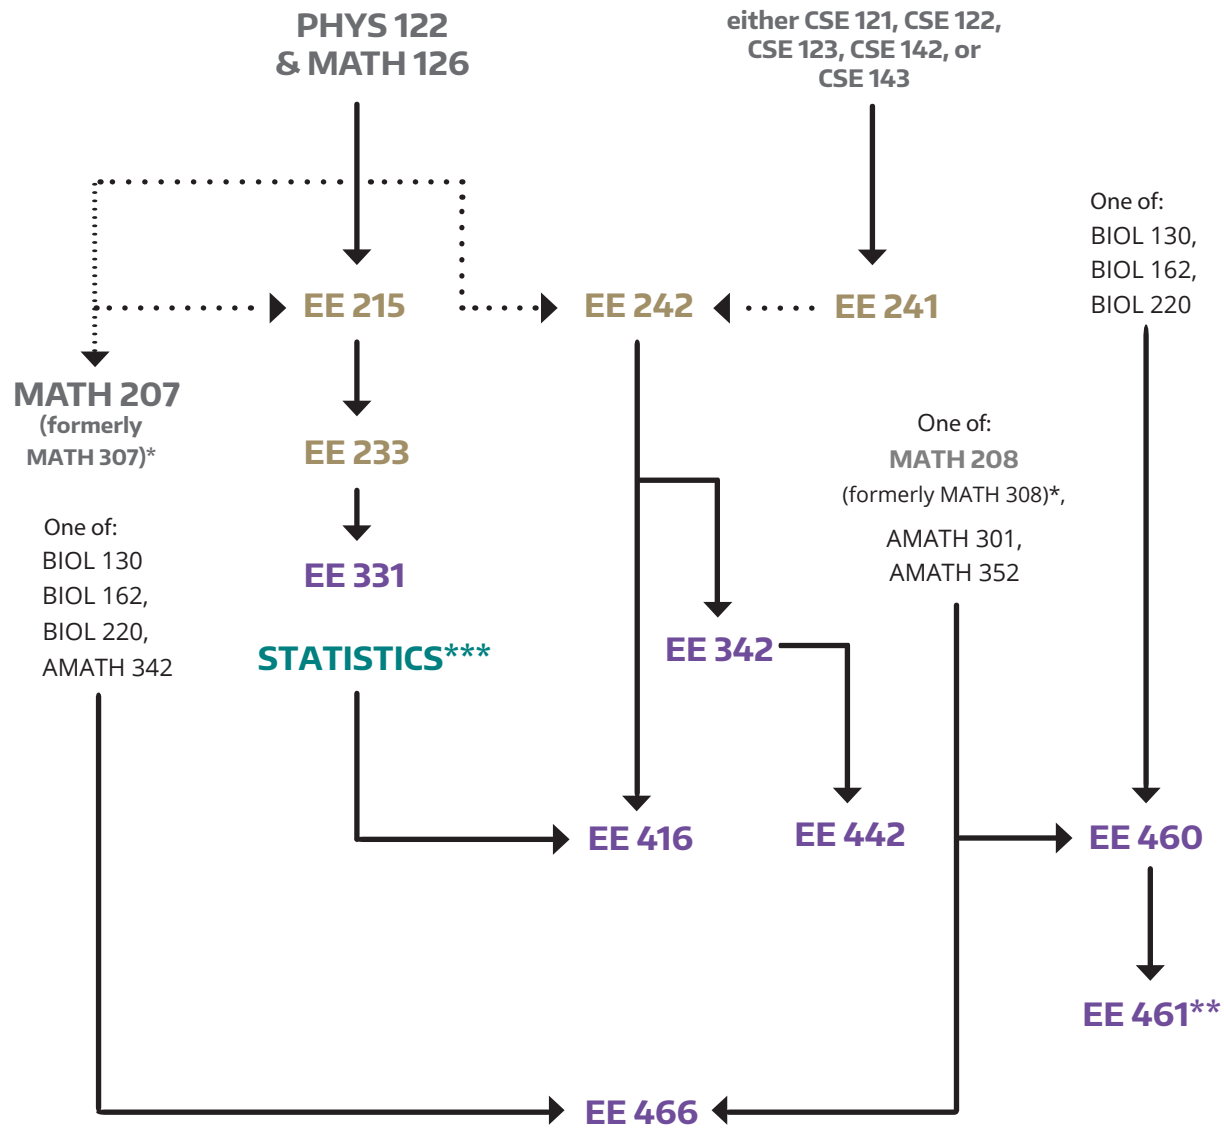 PHYS 122
& MATH 126
either CSE 121, CSE 122,
CSE 123, CSE 142, or
CSE 143
One of:
BIOL 130,
BIOL 162,
BIOL 220
EE 215
EE 242
EE 241
MATH 207
(formerly
MATH 307)*
EE 233
One of:
MATH 208
(formerly MATH 308)*,
AMATH 301,
AMATH 352
One of:
BIOL 130
BIOL 162,
BIOL 220,
AMATH 342
EE 331
STATISTICS***
EE 342
EE 416
EE 442
EE 460
EE 461**
EE 466